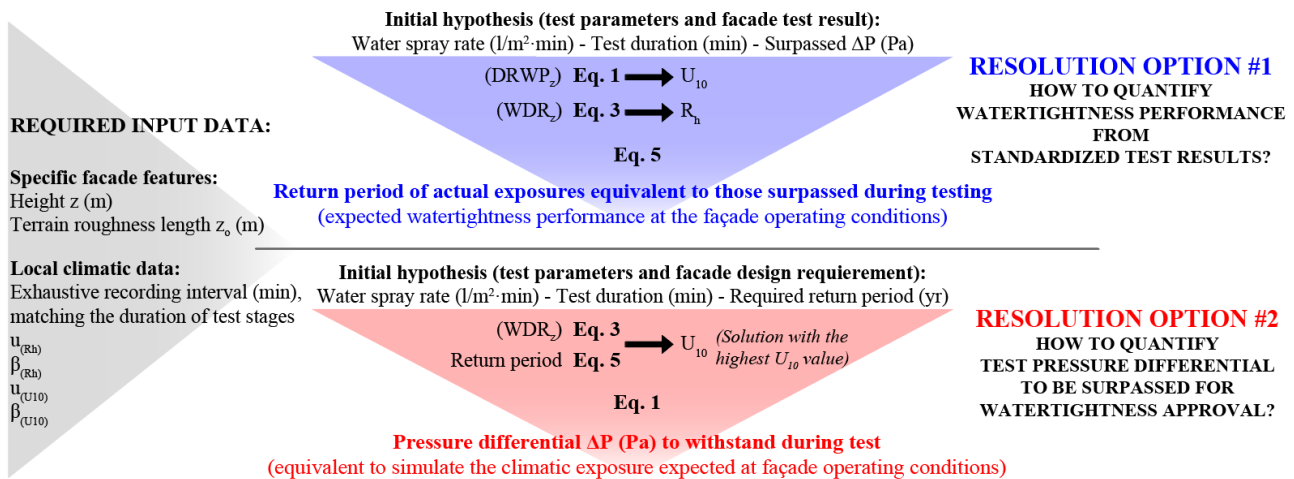 REQUIRED INPUT DATA:
Specific facade features:
Height z (m)
Terrain roughness length zₒ (m)
Local climatic data:
Exhaustive recording interval (min),
matching the duration of test stages
u(Rh)
β(Rh)
u(U10)
β(U10)
Initial hypothesis (test parameters and facade test result):
Water spray rate (l/m²·min) - Test duration (min) - Surpassed ΔP (Pa)
(DRWPz) Eq. 1 → U₁₀
(WDRz) Eq. 3 → Rh
Eq. 5
Return period of actual exposures equivalent to those surpassed during testing
(expected watertightness performance at the façade operating conditions)
RESOLUTION OPTION #1
HOW TO QUANTIFY
WATERTIGHTNESS PERFORMANCE
FROM
STANDARDIZED TEST RESULTS?
Initial hypothesis (test parameters and facade design requierement):
Water spray rate (l/m²·min) - Test duration (min) - Required return period (yr)
(WDRz) Eq. 3
Return period Eq. 5
→ U₁₀ (Solution with the
highest U₁₀ value)
Eq. 1
Pressure differential ΔP (Pa) to withstand during test
(equivalent to simulate the climatic exposure expected at façade operating conditions)
RESOLUTION OPTION #2
HOW TO QUANTIFY
TEST PRESSURE DIFFERENTIAL
TO BE SURPASSED FOR
WATERTIGHTNESS APPROVAL?